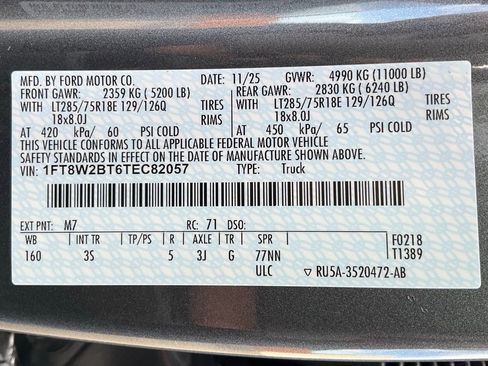 MFD. BY FORD MOTOR CO. DATE: 11/25 GVWR: 4990 KG (11000 LB)
FRONT GAWR: 2359 KG ( 5200 LB) REAR GAWR: 2830 KG ( 6240 LB)
WITH LT285/75R18E 129/126Q TIRES WITH LT285/75R18E 129/126Q TIRES
18x8.0J RIMS 18x8.0J RIMS
AT 420 kPa/ 60 PSI COLD AT 450 kPa/ 65 PSI COLD
THIS VEHICLE CONFORMS TO ALL APPLICABLE FEDERAL MOTOR VEHICLE SAFETY STANDARDS IN EFFECT ON THE DATE OF MANUFACTURE SHOWN ABOVE.
VIN: 1FT8W2BT6TEC82057 TYPE: Truck
EXT PNT: M7 RC: 71 DSO:
WB INT TR TP/PS R AXLE TR SPR F0218
160 3S 5 3J G 77NN T1389
ULC RU5A-3520472-AB